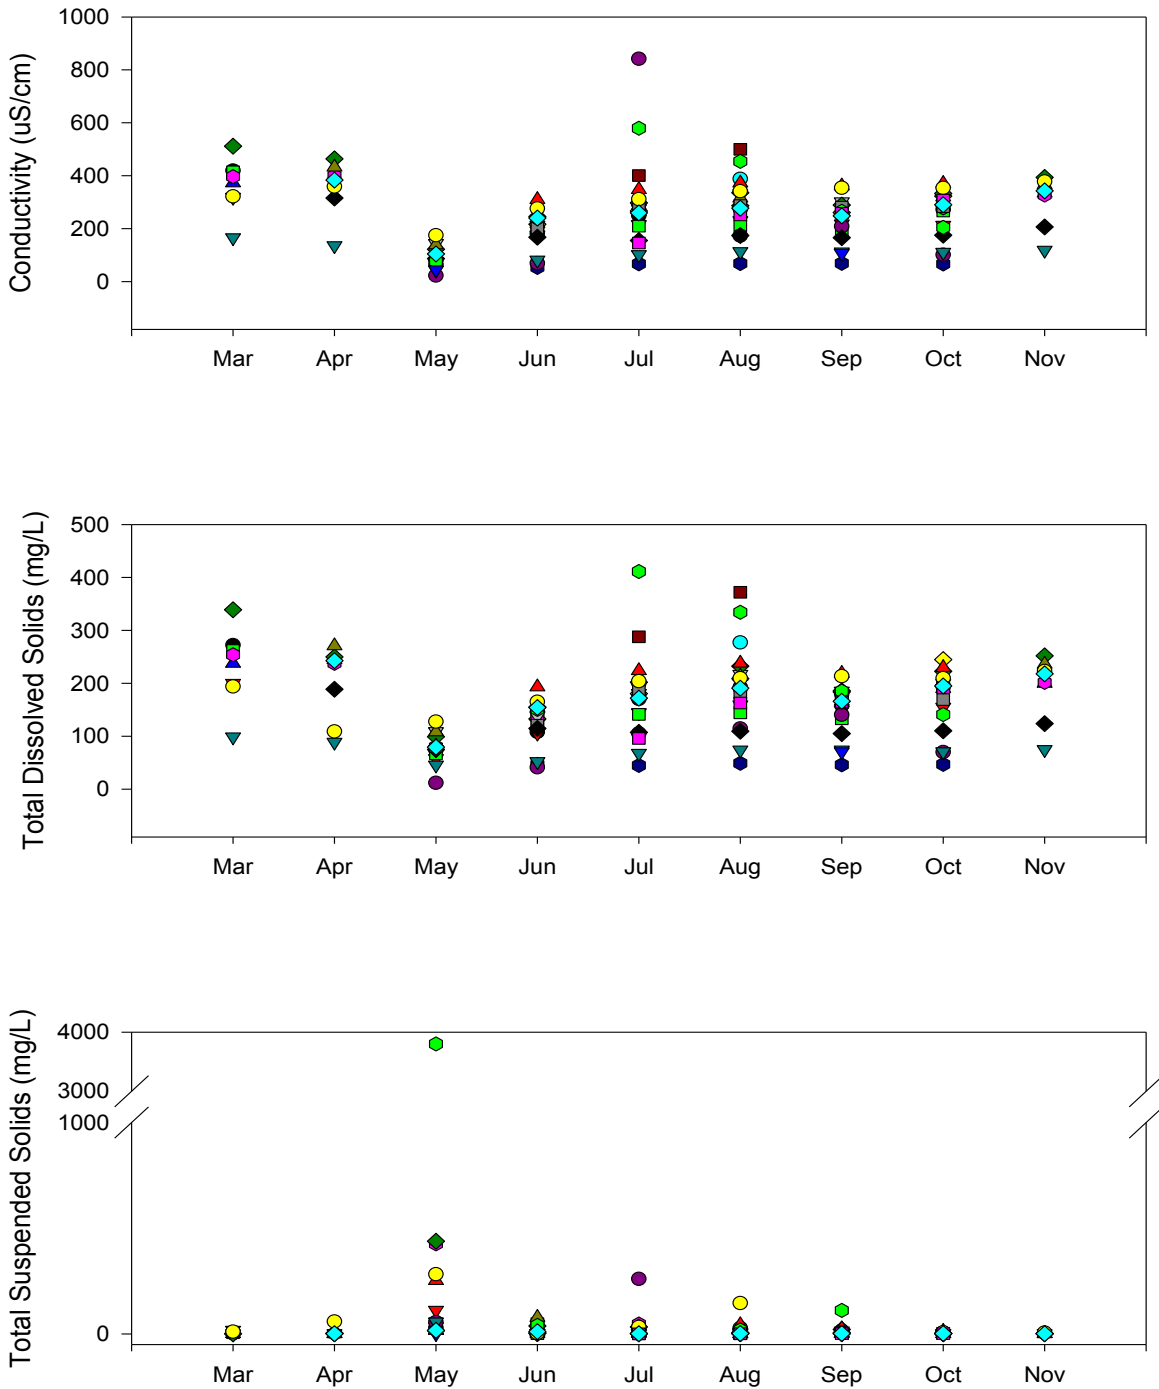 Conductivity (uS/cm)
1000
800
600
400
200
0
Mar Apr May Jun Jul Aug Sep Oct Nov
Total Dissolved Solids (mg/L)
500
400
300
200
100
0
Mar Apr May Jun Jul Aug Sep Oct Nov
Total Suspended Solids (mg/L)
4000
3000
1000
0
Mar Apr May Jun Jul Aug Sep Oct Nov